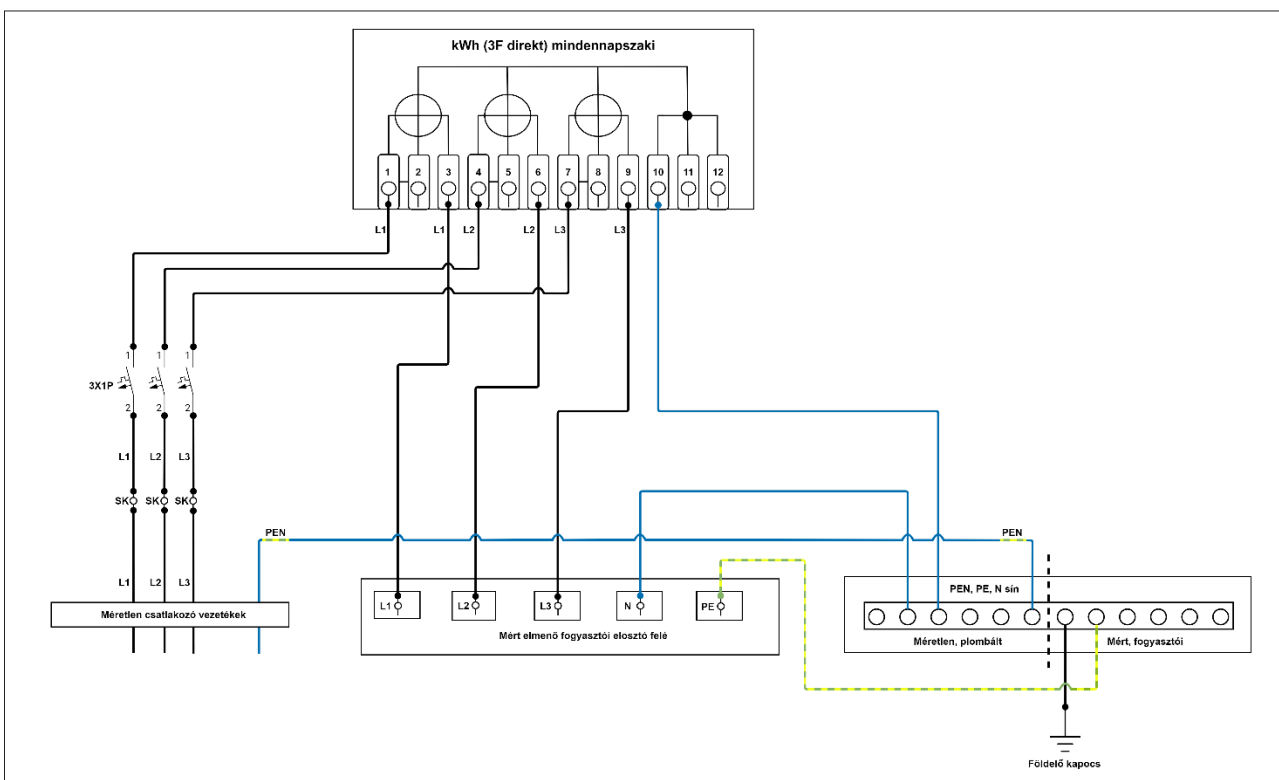 kWh (3F direkt) mindennapszaki
1 2 3 4 5 6 7 8 9 10 11 12
L1 L1 L2 L2 L3 L3
1 1 1
3X1P
2 2 2
L1 L2 L3
SK SK SK
PEN PEN
L1 L2 L3
Méretlen csatlakozó vezetékek
L1 L2 L3 N PE
Mért elmenő fogyasztói elosztó felé
PEN, PE, N sín
Méretlen, plombált Mért, fogyasztói
Földelő kapocs